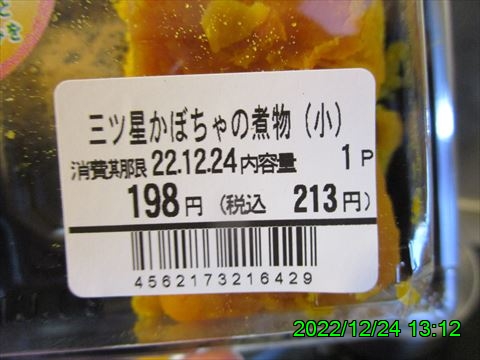 三ツ星かぼちゃの煮物(小)
消費期限 22.12.24 内容量 1P
198円 (税込 213円)
4562173216429
2022/12/24 13:12